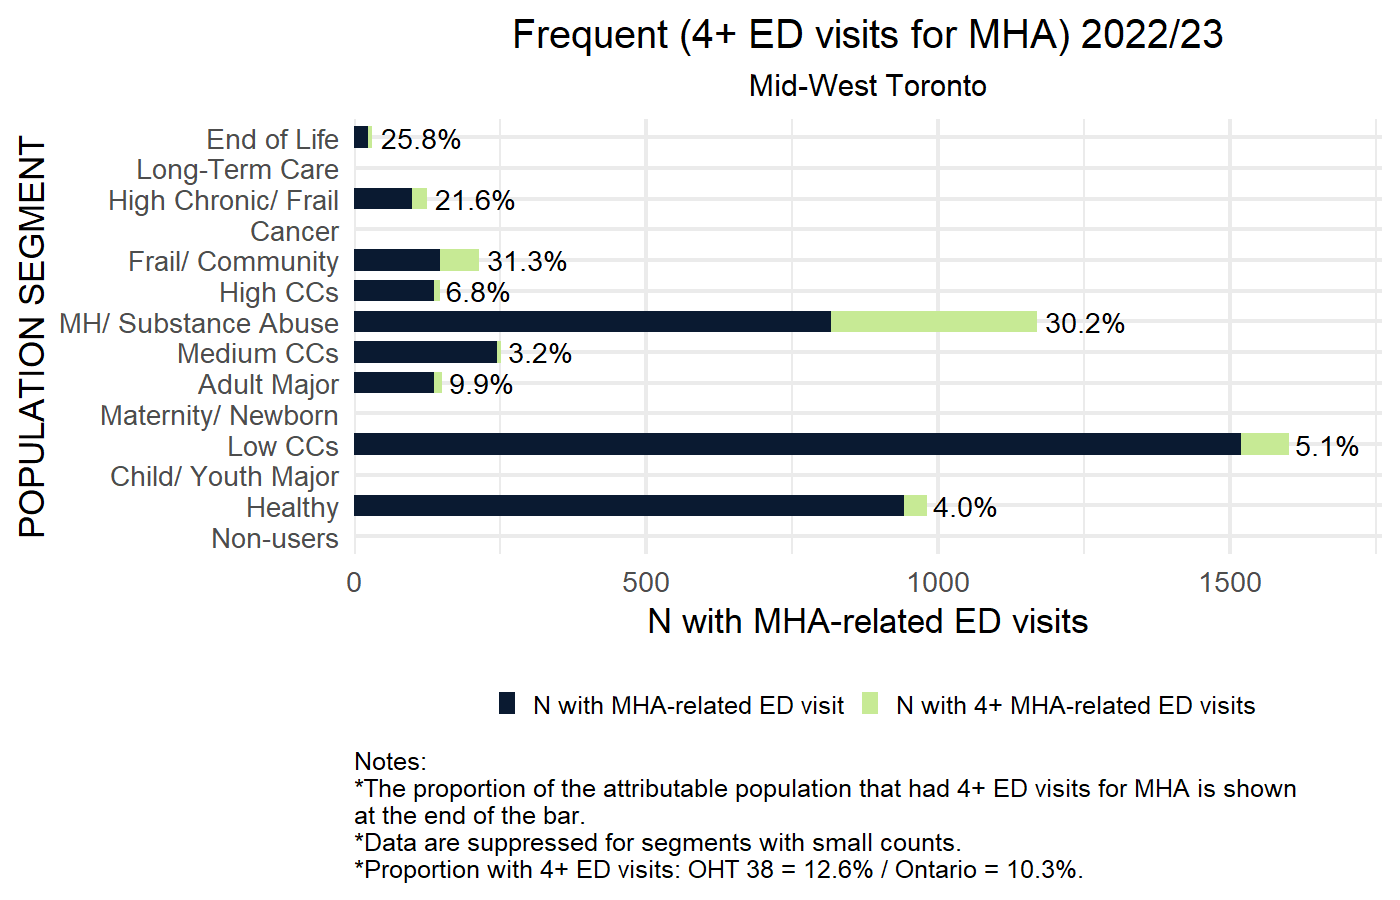 Frequent (4+ ED visits for MHA) 2022/23
Mid-West Toronto
POPULATION SEGMENT
End of Life 25.8%
Long-Term Care
High Chronic/ Frail 21.6%
Cancer
Frail/ Community 31.3%
High CCs 6.8%
MH/ Substance Abuse 30.2%
Medium CCs 3.2%
Adult Major 9.9%
Maternity/ Newborn
Low CCs 5.1%
Child/ Youth Major
Healthy 4.0%
Non-users
0 500 1000 1500
N with MHA-related ED visits
N with MHA-related ED visit N with 4+ MHA-related ED visits
Notes:
*The proportion of the attributable population that had 4+ ED visits for MHA is shown
at the end of the bar.
*Data are suppressed for segments with small counts.
*Proportion with 4+ ED visits: OHT 38 = 12.6% / Ontario = 10.3%.